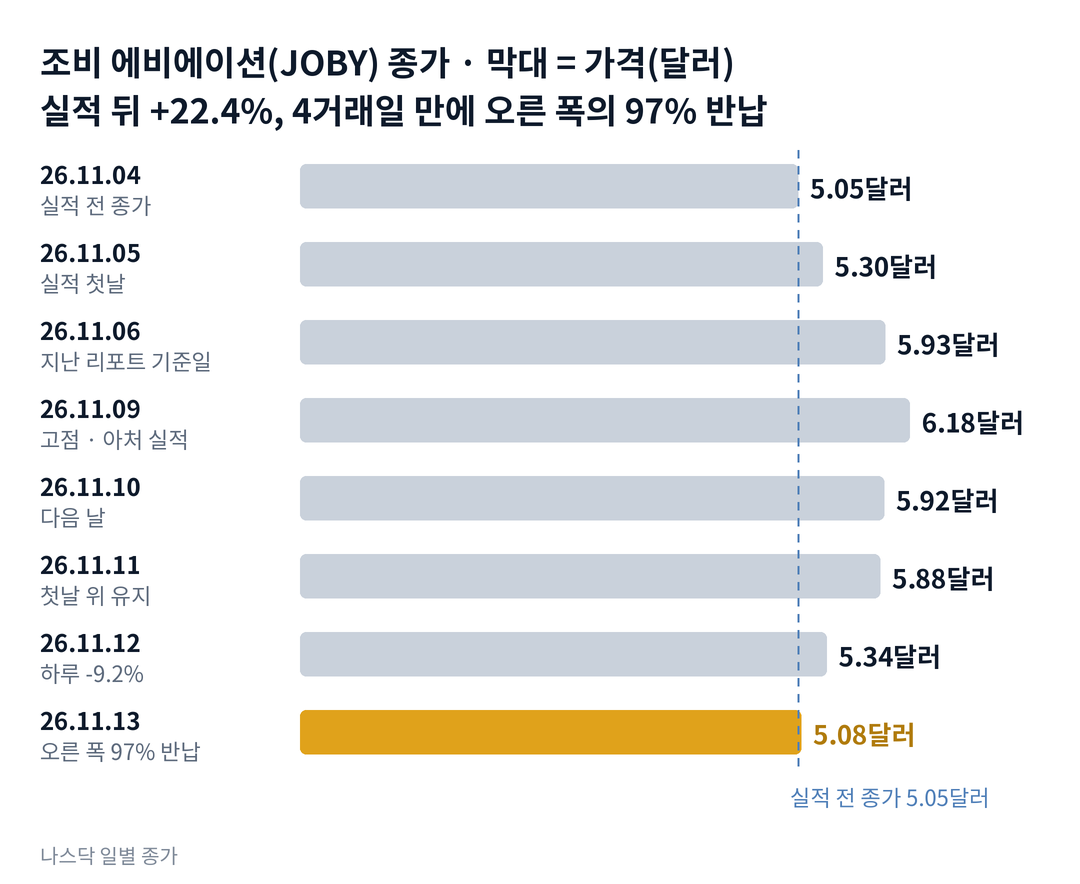 조비 에비에이션(JOBY) 종가 · 막대 = 가격(달러)
실적 뒤 +22.4%, 4거래일 만에 오른 폭의 97% 반납
26.11.04
실적 전 종가
5.05달러
26.11.05
실적 첫날
5.30달러
26.11.06
지난 리포트 기준일
5.93달러
26.11.09
고점 · 아처 실적
6.18달러
26.11.10
다음 날
5.92달러
26.11.11
첫날 위 유지
5.88달러
26.11.12
하루 -9.2%
5.34달러
26.11.13
오른 폭 97% 반납
5.08달러
실적 전 종가 5.05달러
나스닥 일별 종가